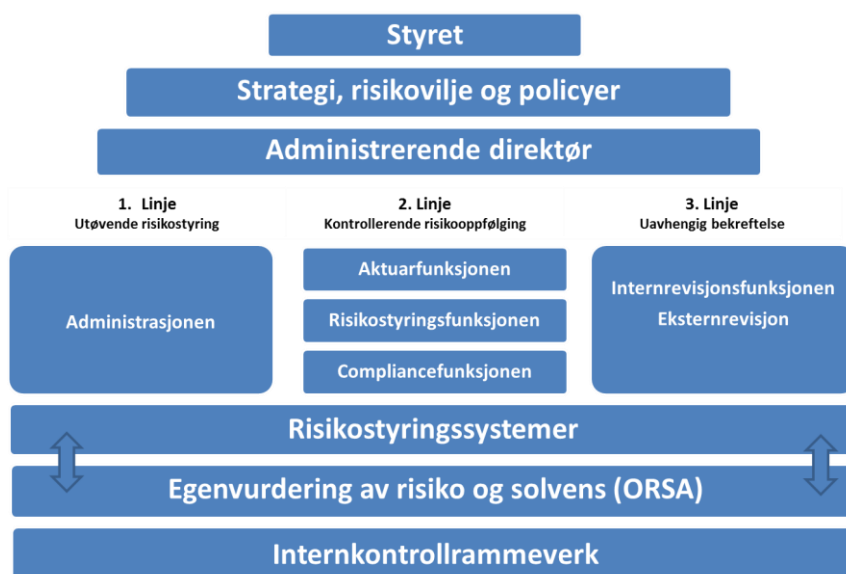 Styret
Strategi, risikovilje og policyer
Administrerende direktør
1. Linje
Utøvende risikostyring
2. Linje
Kontrollerende risikooppfølging
3. Linje
Uavhengig bekreftelse
Administrasjonen
Aktuarfunksjonen
Risikostyringsfunksjonen
Compliancefunksjonen
Internrevisjonsfunksjonen
Eksternrevisjon
Risikostyringssystemer
Egenvurdering av risiko og solvens (ORSA)
Internkontrollrammeverk